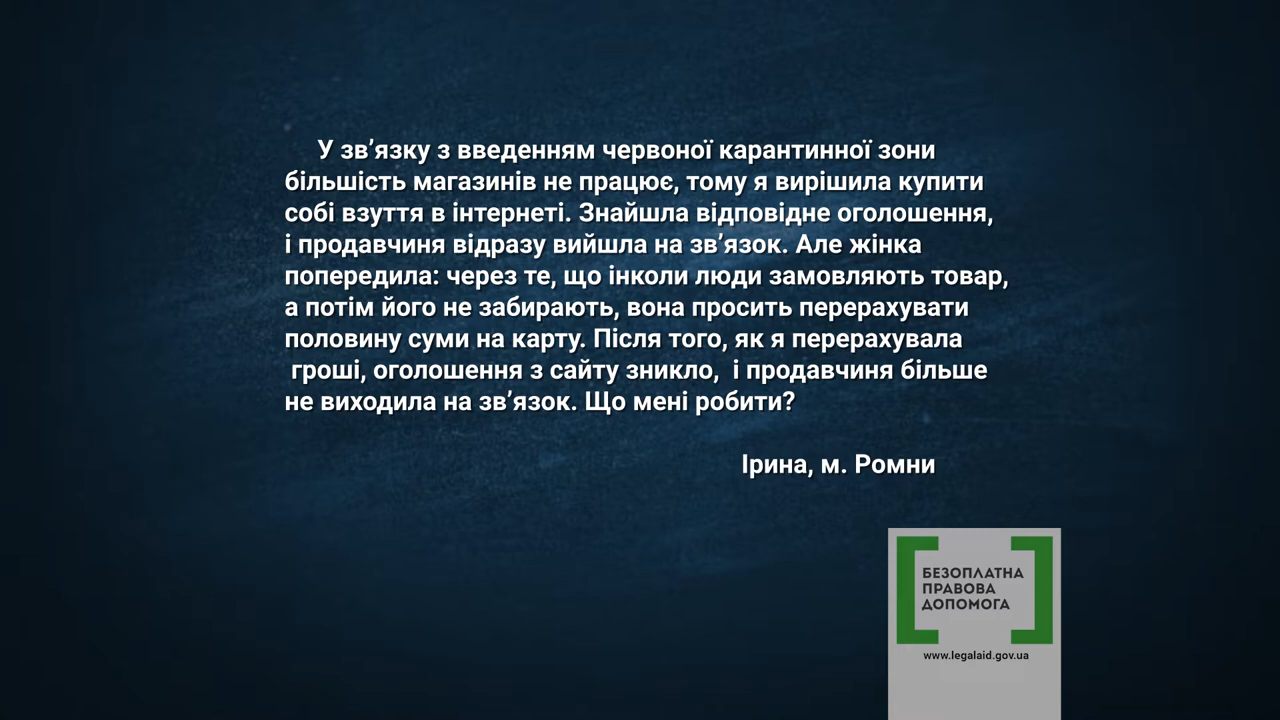 У зв’язку з введенням червоної карантинної зони
більшість магазинів не працює, тому я вирішила купити
собі взуття в інтернеті. Знайшла відповідне оголошення,
і продавчиня відразу вийшла на зв’язок. Але жінка
попередила: через те, що інколи люди замовляють товар,
а потім його не забирають, вона просить перерахувати
половину суми на карту. Після того, як я перерахувала
гроші, оголошення з сайту зникло,  і продавчиня більше
не виходила на зв’язок. Що мені робити?
Ірина, м. Ромни
БЕЗОПЛАТНА
ПРАВОВА
ДОПОМОГА
www.legalaid.gov.ua